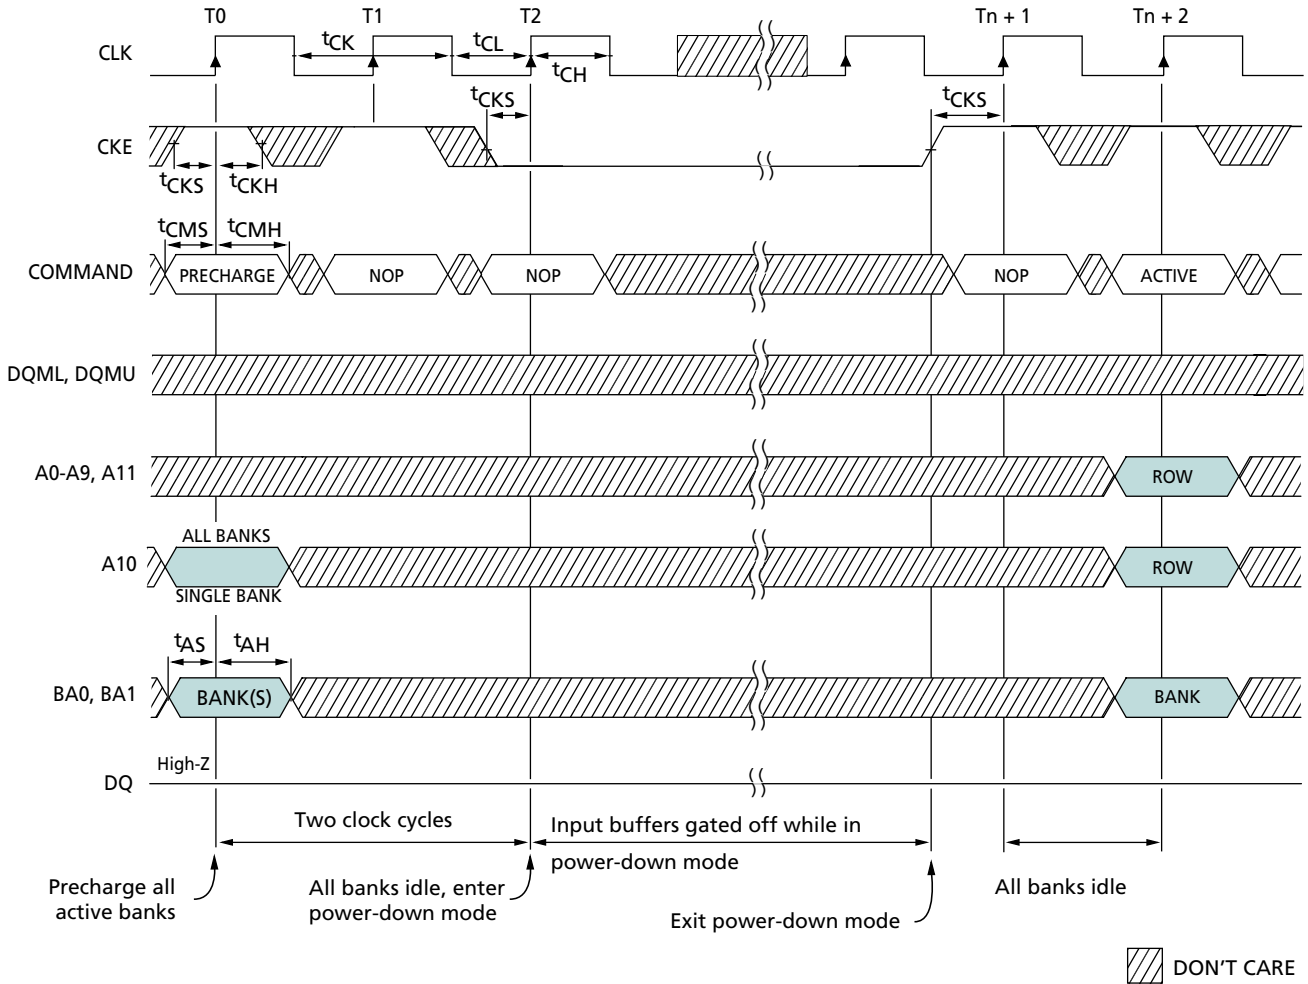 T0 T1 T2 Tn + 1 Tn + 2
CLK
tCK tCL
tCH
tCKS tCKS
CKE
tCKS tCKH
tCMS tCMH
COMMAND PRECHARGE NOP NOP NOP ACTIVE
DQML, DQMU
A0-A9, A11 ROW
ALL BANKS
A10 ROW
SINGLE BANK
tAS tAH
BA0, BA1 BANK(S) BANK
High-Z
DQ
Two clock cycles
Input buffers gated off while in
power-down mode
Precharge all
active banks
All banks idle, enter
power-down mode
Exit power-down mode
All banks idle
DON'T CARE